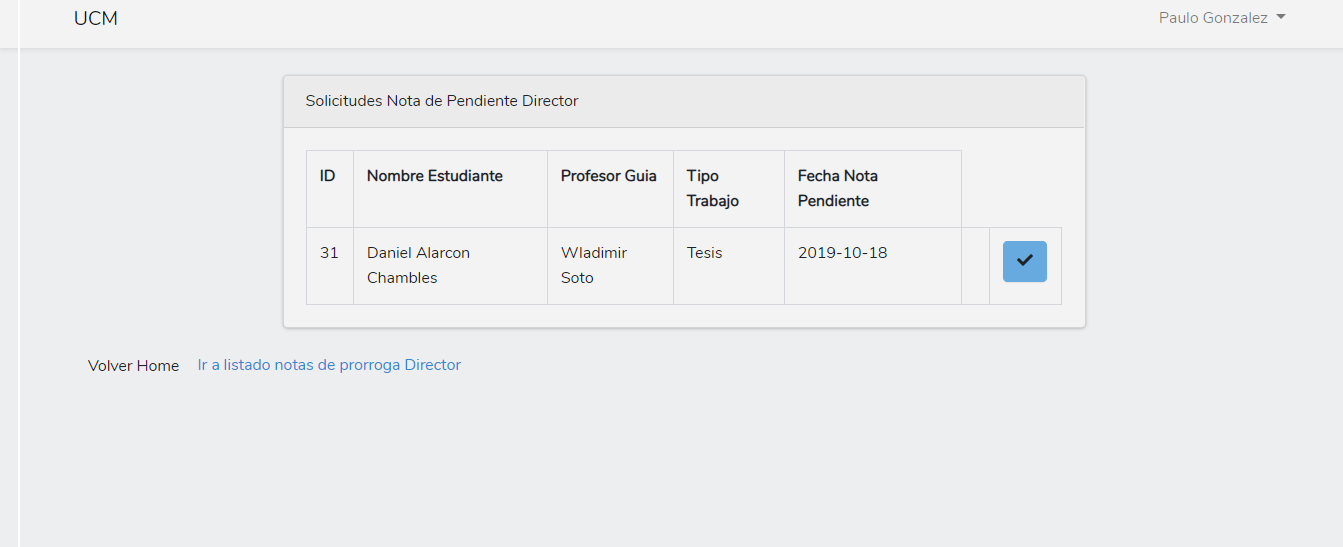 UCM
Paulo Gonzalez
Solicitudes Nota de Pendiente Director
ID Nombre Estudiante Profesor Guia Tipo Trabajo Fecha Nota Pendiente
31 Daniel Alarcon Chambles Wladimir Soto Tesis 2019-10-18
Volver Home Ir a listado notas de prorroga Director